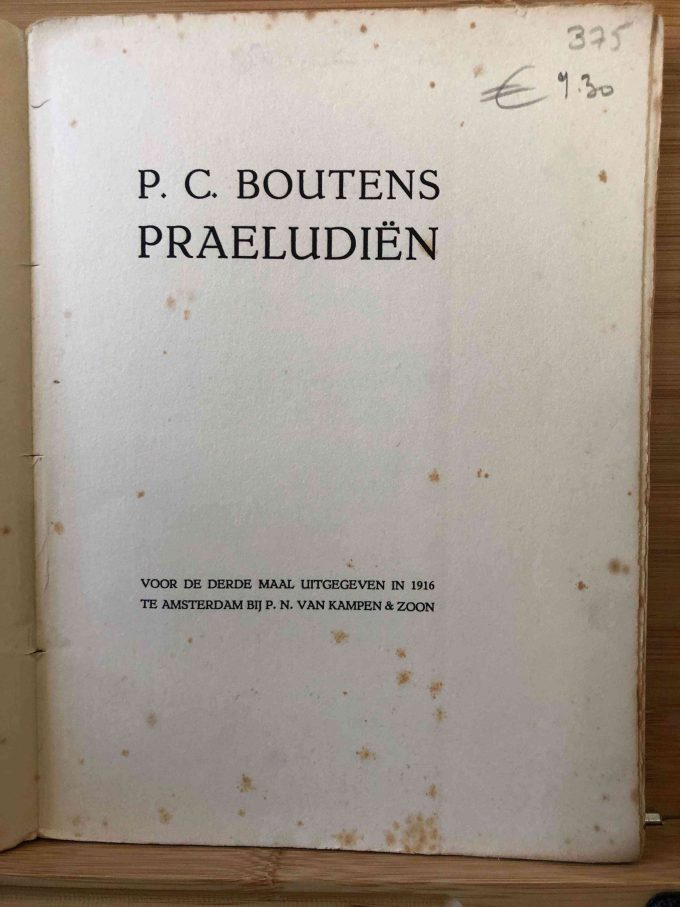 375
€ 9.30
P. C. BOUTENS
PRAELUDIËN
VOOR DE DERDE MAAL UITGEGEVEN IN 1916
TE AMSTERDAM BIJ P. N. VAN KAMPEN & ZOON